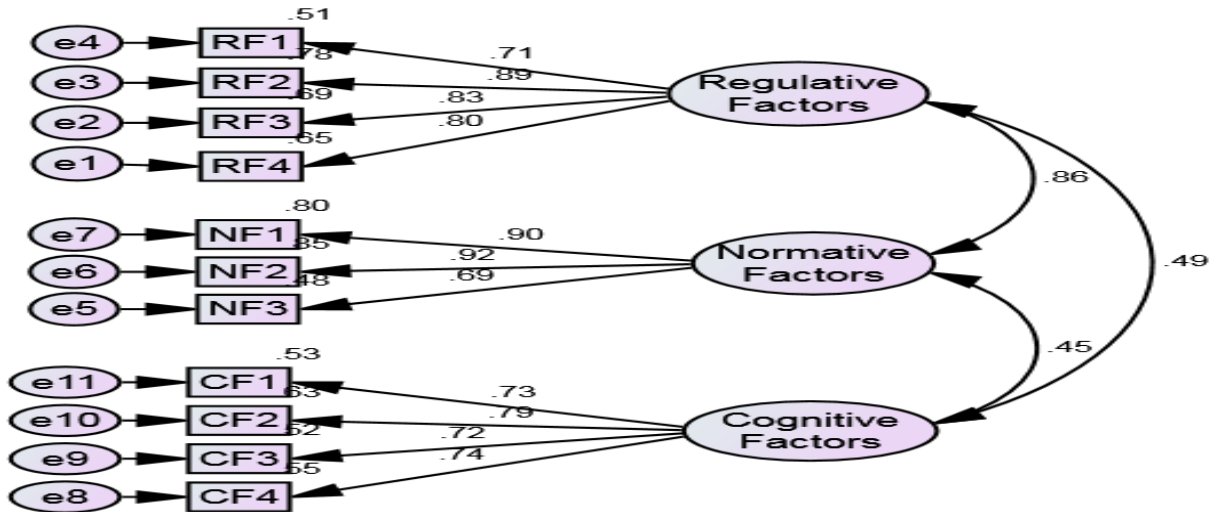 .51
e4
RF1
.71
.78
e3
RF2
.89
Regulative
Factors
.69
e2
RF3
.83
.65
e1
RF4
.80
.86
.80
e7
NF1
.90
.85
e6
NF2
.92
Normative
Factors
.48
e5
NF3
.69
.49
.45
.53
e11
CF1
.73
.63
e10
CF2
.79
Cognitive
Factors
.52
e9
CF3
.72
.55
e8
CF4
.74